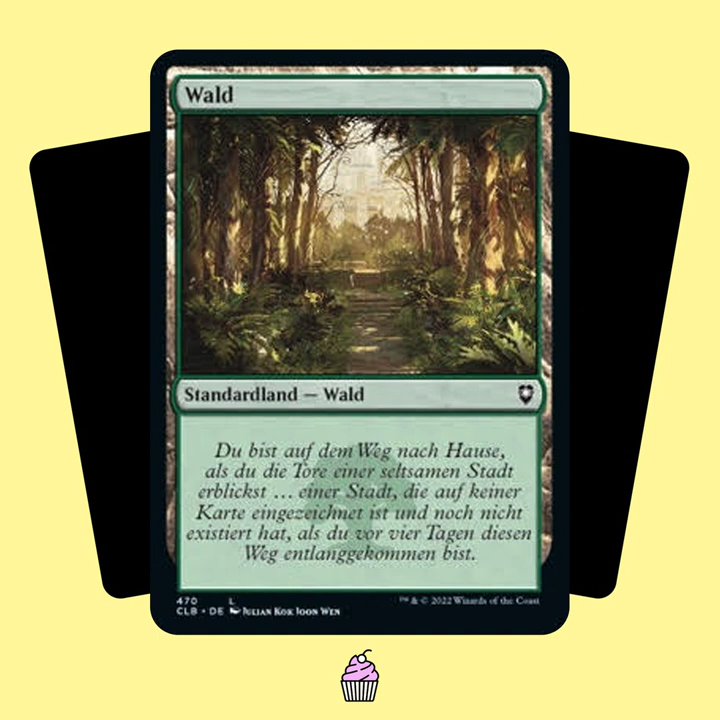 Wald
Standardland — Wald
Du bist auf dem Weg nach Hause,
als du die Tore einer seltsamen Stadt
erblickst … einer Stadt, die auf keiner
Karte eingezeichnet ist und noch nicht
existiert hat, als du vor vier Tagen diesen
Weg entlanggekommen bist.
470 L
CLB • DE Julian Kok Joon Wen
™ & © 2022 Wizards of the Coast